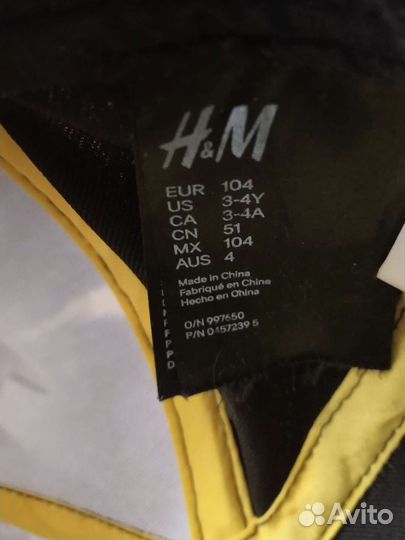 H&M
EUR 104
US 3-4Y
CA 3-4A
CN 51
MX 104
AUS 4
Made in China
Fabriqué en Chine
Hecho en China
O/N 997650
P/N 0457239 5
Avito